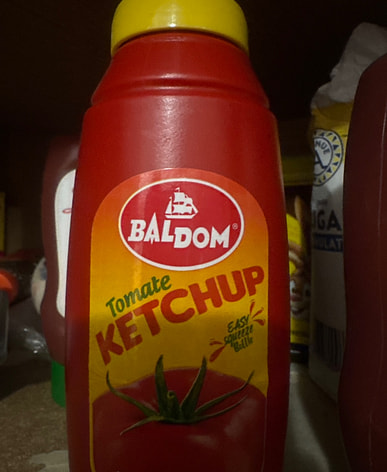 BALDOM®
Tomate
KETCHUP
EASY
squeeze
Bottle